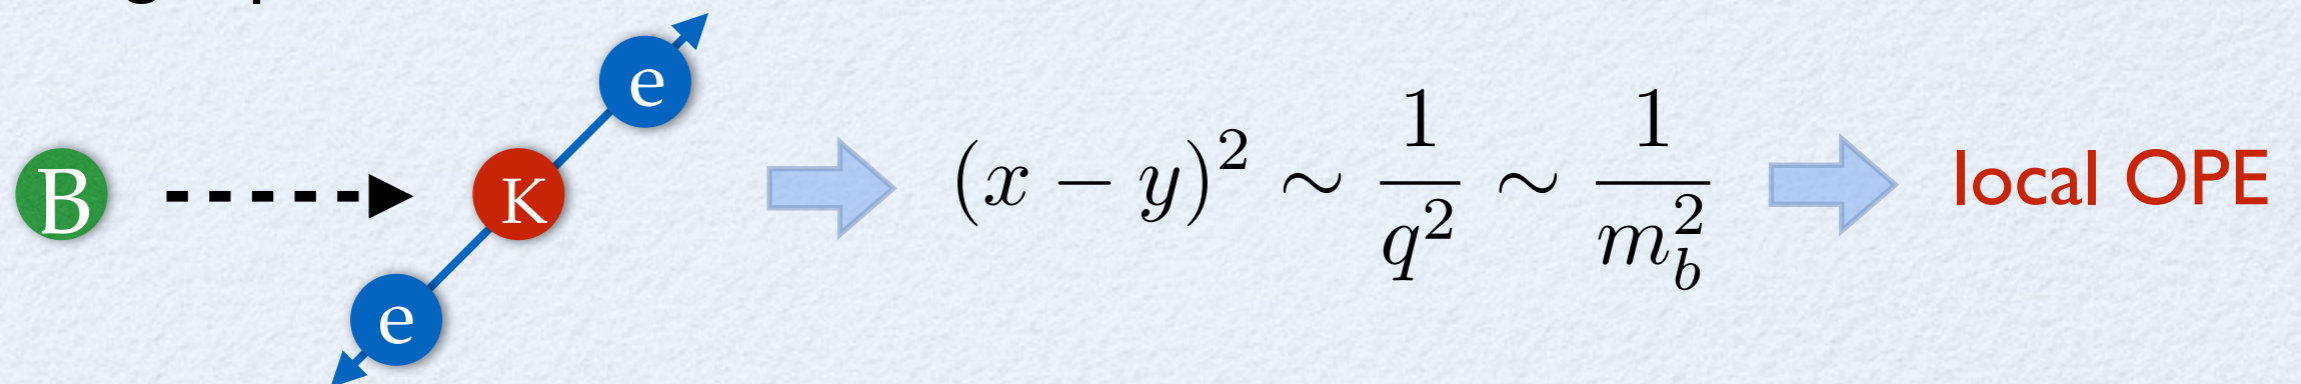 e
B K (x − y)² ∼ 1/q² ∼ 1/m_b² local OPE
e